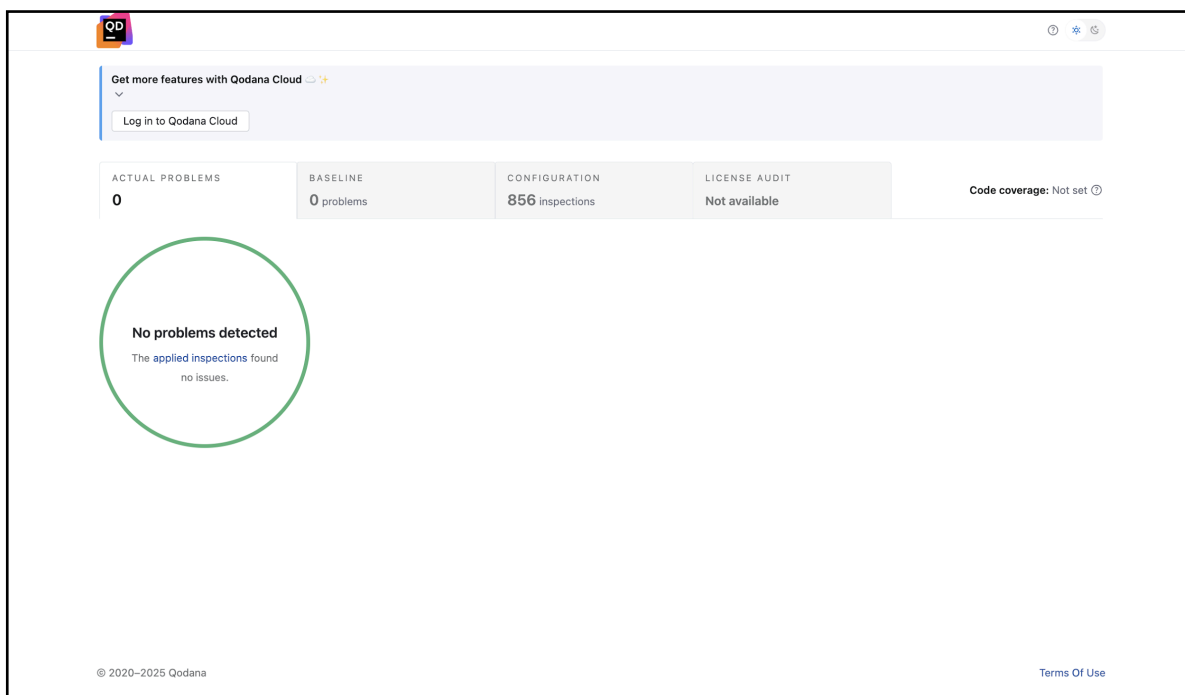 QD
Get more features with Qodana Cloud ☁️✨
Log in to Qodana Cloud
ACTUAL PROBLEMS
0
BASELINE
0 problems
CONFIGURATION
856 inspections
LICENSE AUDIT
Not available
Code coverage: Not set
No problems detected
The applied inspections found
no issues.
© 2020–2025 Qodana
Terms Of Use